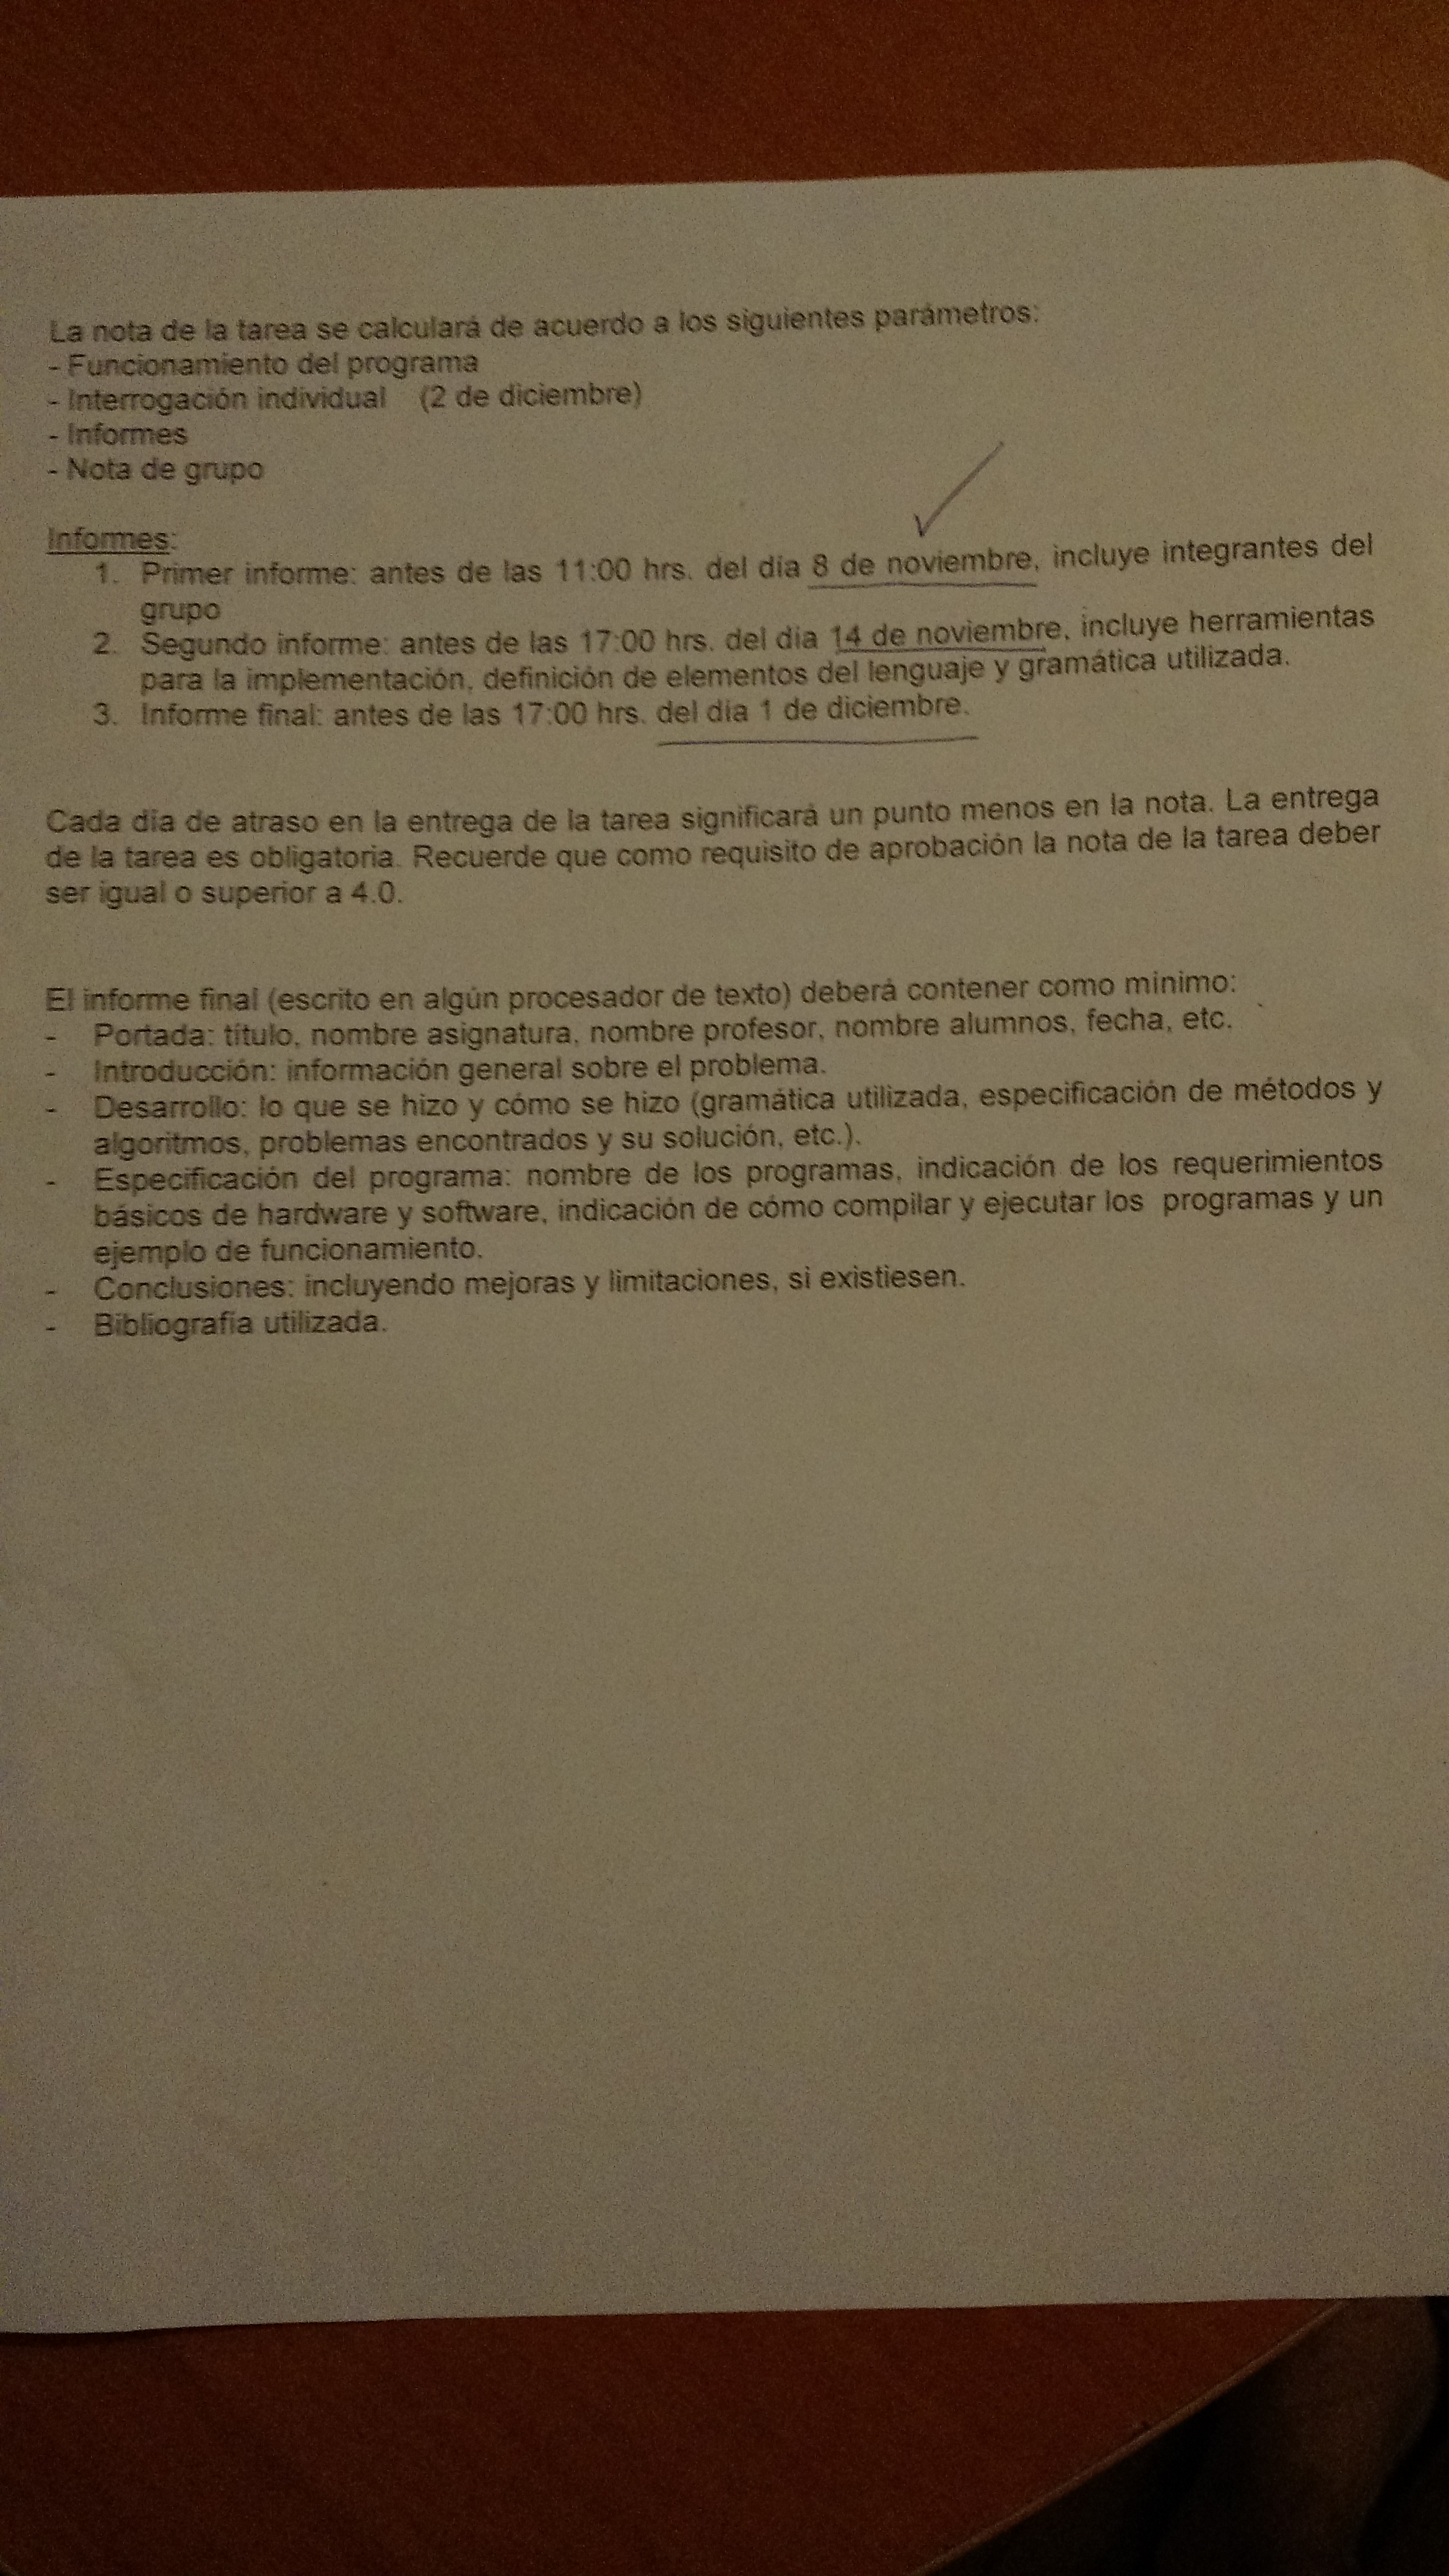 La nota de la tarea se calculará de acuerdo a los siguientes parámetros:
- Funcionamiento del programa
- Interrogación individual (2 de diciembre)
- Informes
- Nota de grupo
Informes:
1. Primer informe: antes de las 11:00 hrs. del día 8 de noviembre, incluye integrantes del
grupo
2. Segundo informe: antes de las 17:00 hrs. del día 14 de noviembre, incluye herramientas
para la implementación, definición de elementos del lenguaje y gramática utilizada.
3. Informe final: antes de las 17:00 hrs. del día 1 de diciembre.
Cada día de atraso en la entrega de la tarea significará un punto menos en la nota. La entrega
de la tarea es obligatoria. Recuerde que como requisito de aprobación la nota de la tarea deber
ser igual o superior a 4.0.
El informe final (escrito en algún procesador de texto) deberá contener como mínimo:
- Portada: título, nombre asignatura, nombre profesor, nombre alumnos, fecha, etc.
- Introducción: información general sobre el problema.
- Desarrollo: lo que se hizo y cómo se hizo (gramática utilizada, especificación de métodos y
algoritmos, problemas encontrados y su solución, etc.).
- Especificación del programa: nombre de los programas, indicación de los requerimientos
básicos de hardware y software, indicación de cómo compilar y ejecutar los programas y un
ejemplo de funcionamiento.
- Conclusiones: incluyendo mejoras y limitaciones, si existiesen.
- Bibliografía utilizada.